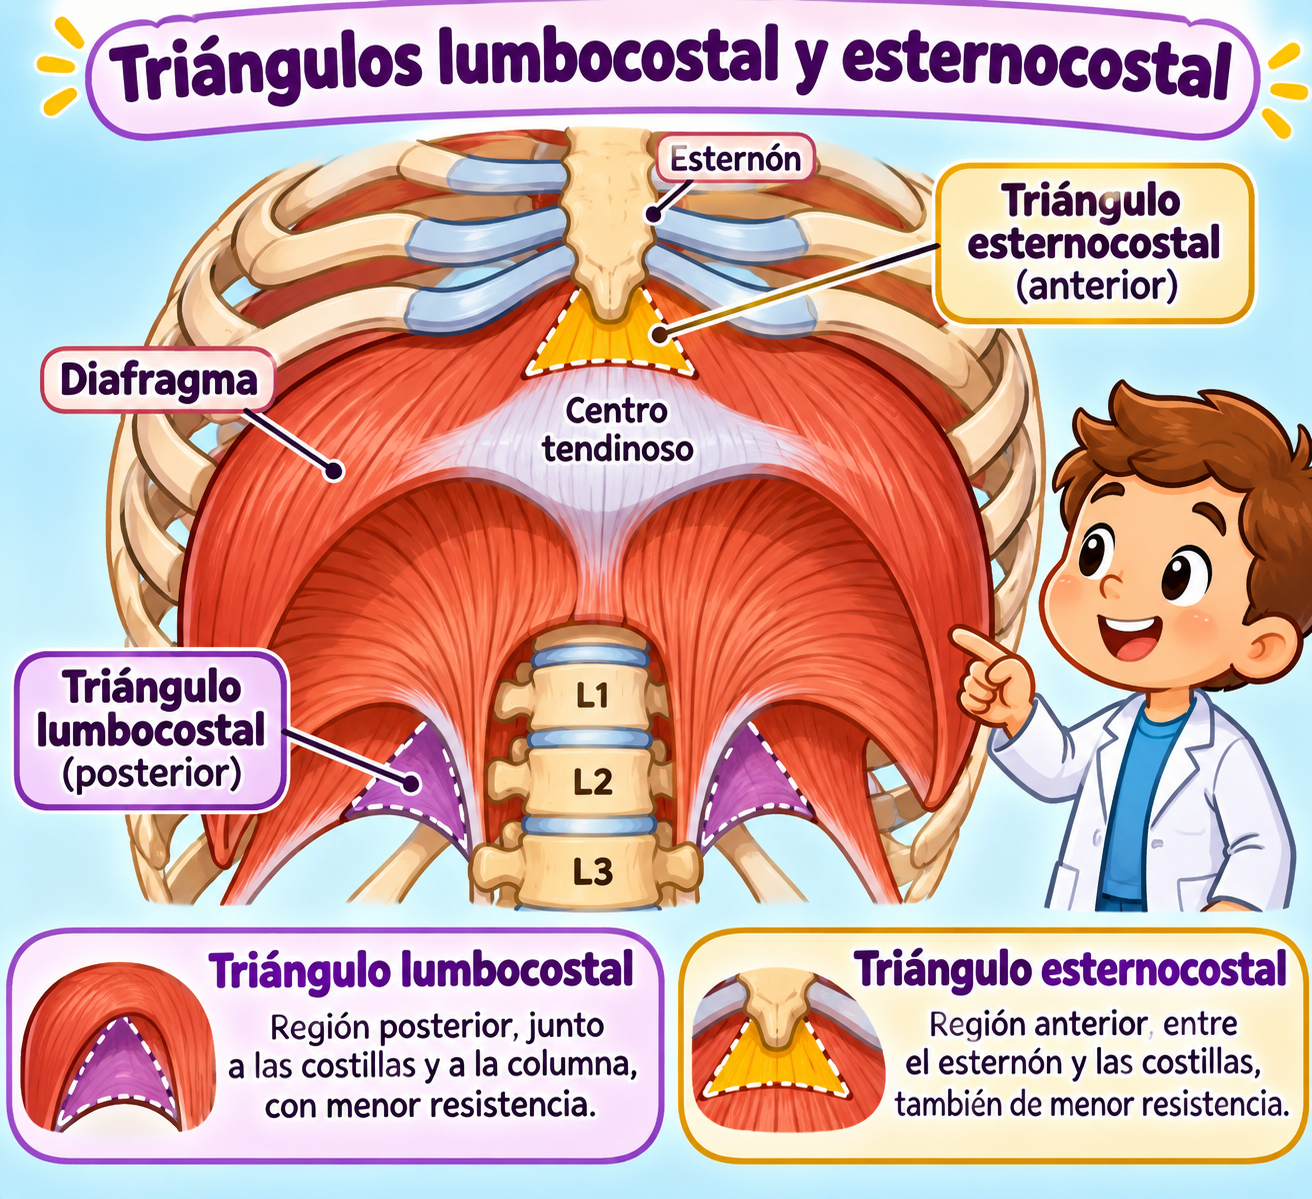 Triángulos lumbocostal y esternocostal
Esternón
Triángulo
esternocostal
(anterior)
Diafragma
Centro
tendinoso
Triángulo
lumbocostal
(posterior)
L1
L2
L3
Triángulo lumbocostal
Región posterior, junto
a las costillas y a la columna,
con menor resistencia.
Triángulo esternocostal
Región anterior, entre
el esternón y las costillas,
también de menor resistencia.